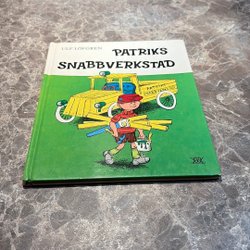 ULF LÖFGREN
PATRIKS
SNABBVERKSTAD